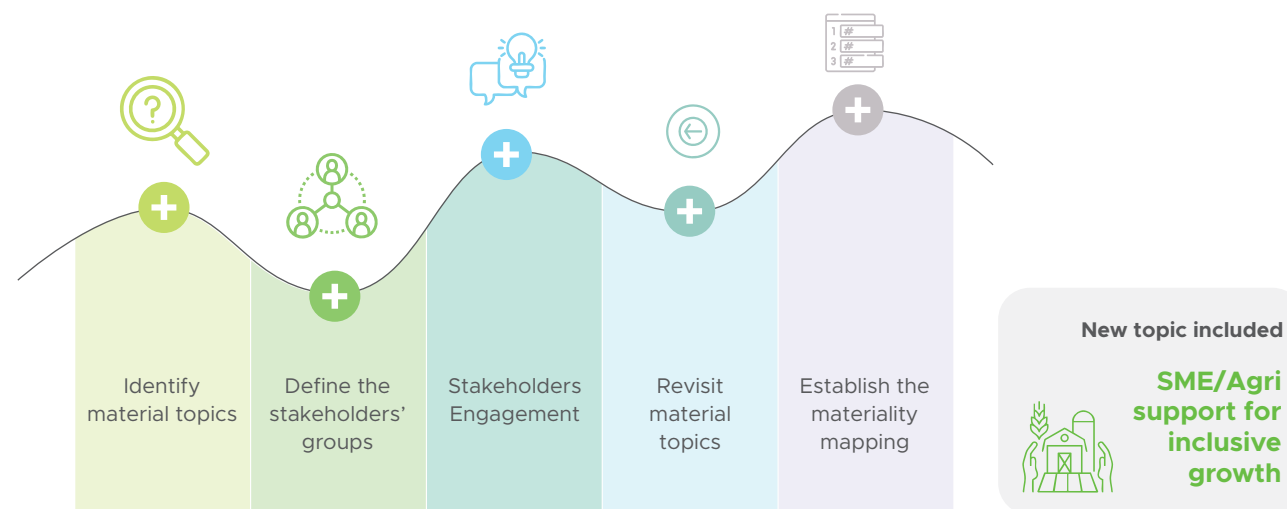 1 #
2 #
3 #
?
Identify
material topics
Define the
stakeholders’
groups
Stakeholders
Engagement
Revisit
material
topics
Establish the
materiality
mapping
New topic included
SME/Agri
support for
inclusive
growth